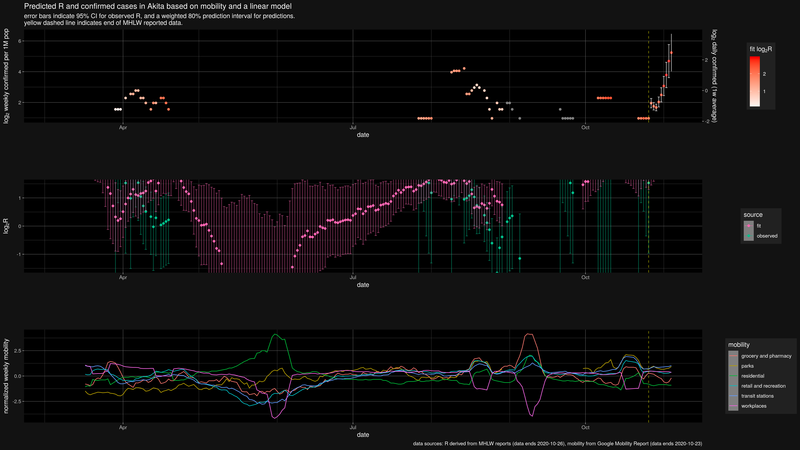 Predicted R and confirmed cases in Akita based on mobility and a linear model
error bars indicate 95% CI for observed R, and a weighted 80% prediction interval for predictions.
yellow dashed line indicates end of MHLW reported data.
log₂ weekly confirmed per 1M pop
6
4
2
log₂ daily confirmed (1w average)
2
0
-2
Apr
Jul
Oct
date
fit log₂R
2
1
log₂R
1
0
-1
Apr
Jul
Oct
date
source
fit
observed
normalised weekly mobility
2.5
0.0
-2.5
Apr
Jul
Oct
date
mobility
grocery and pharmacy
parks
residential
retail and recreation
transit stations
workplaces
data sources: R derived from MHLW reports (data ends 2020-10-26), mobility from Google Mobility Report (data ends 2020-10-23)